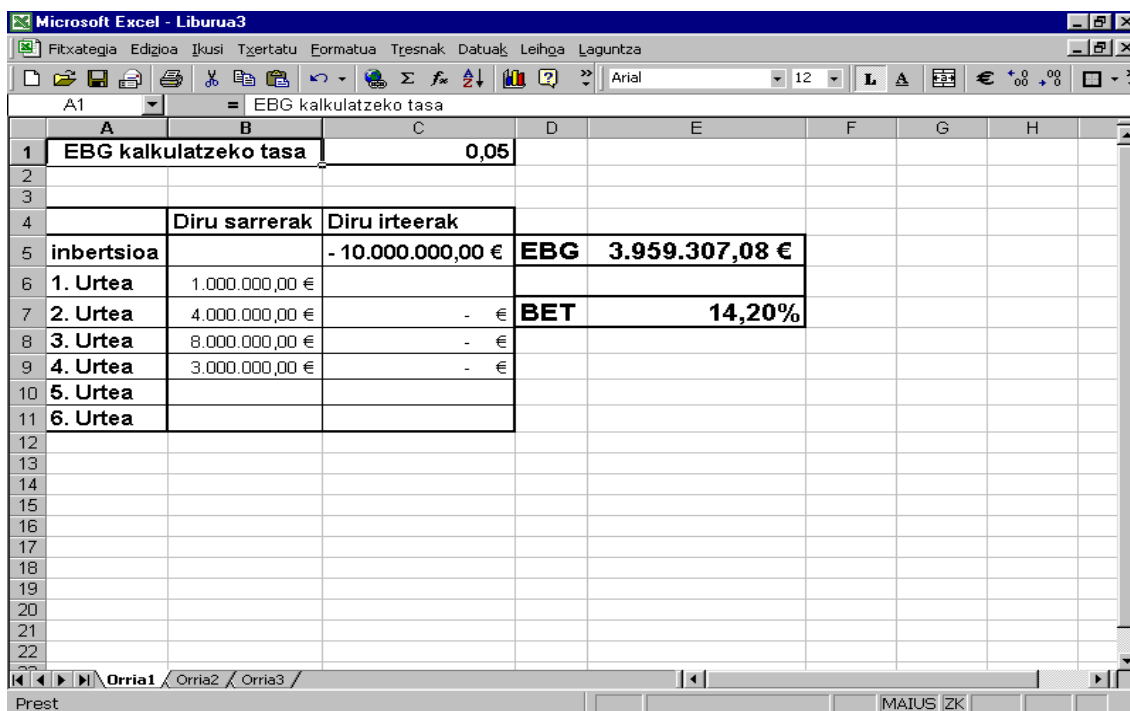 Microsoft Excel - Liburua3
Fitxategia Edizioa Ikusi Txertatu Formatua Tresnak Datuak Leihoa Laguntza
Arial 12 L A €
A1 = EBG kalkulatzeko tasa
A B C D E F G H
1 EBG kalkulatzeko tasa 0,05
2
3
4 Diru sarrerak Diru irteerak
5 inbertsioa - 10.000.000,00 € EBG 3.959.307,08 €
6 1. Urtea 1.000.000,00 €
7 2. Urtea 4.000.000,00 € - € BET 14,20%
8 3. Urtea 8.000.000,00 € - €
9 4. Urtea 3.000.000,00 € - €
10 5. Urtea
11 6. Urtea
12
13
14
15
16
17
18
19
20
21
22
Orria1 Orria2 Orria3
Prest MAIUS ZK